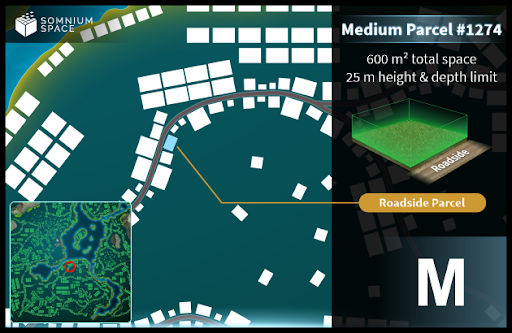 SOMNIUM
SPACE
Medium Parcel #1274
600 m² total space
25 m height & depth limit
Roadside
Roadside Parcel
M